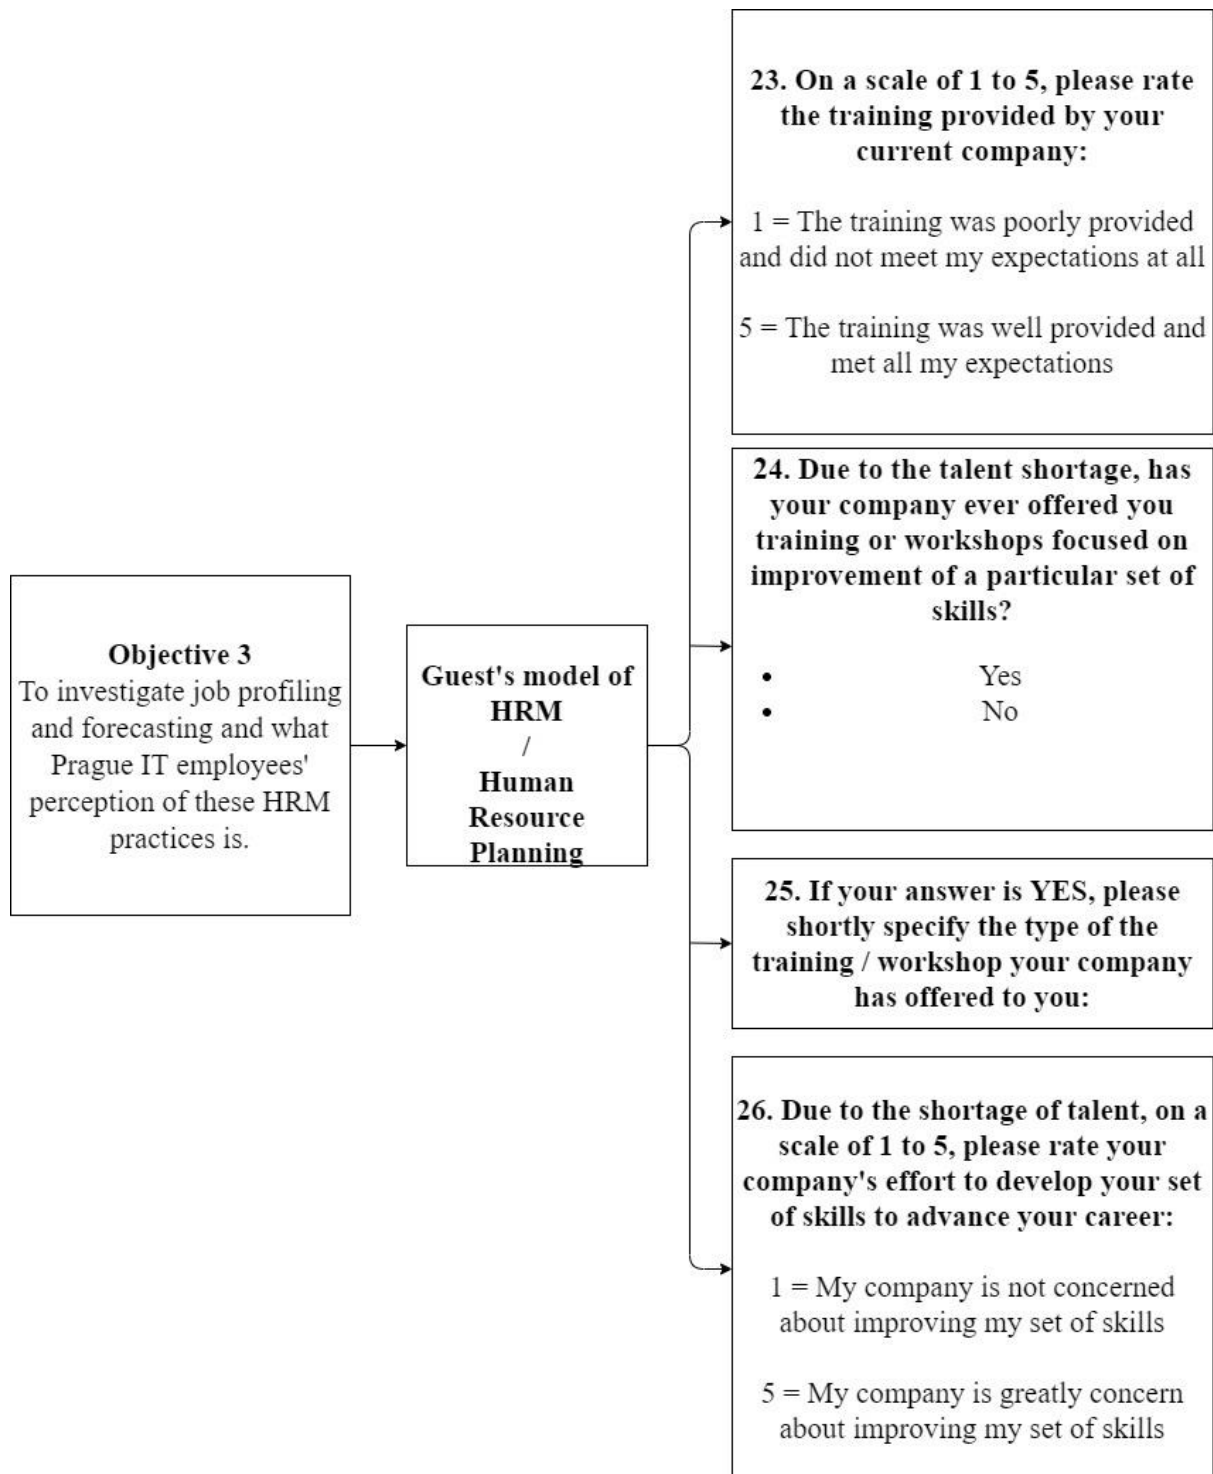 Objective 3
To investigate job profiling
and forecasting and what
Prague IT employees'
perception of these HRM
practices is.
Guest's model of
HRM
/
Human
Resource
Planning
23. On a scale of 1 to 5, please rate
the training provided by your
current company:
1 = The training was poorly provided
and did not meet my expectations at all
5 = The training was well provided and
met all my expectations
24. Due to the talent shortage, has
your company ever offered you
training or workshops focused on
improvement of a particular set of
skills?
• Yes
• No
25. If your answer is YES, please
shortly specify the type of the
training / workshop your company
has offered to you:
26. Due to the shortage of talent, on a
scale of 1 to 5, please rate your
company's effort to develop your set
of skills to advance your career:
1 = My company is not concerned
about improving my set of skills
5 = My company is greatly concern
about improving my set of skills